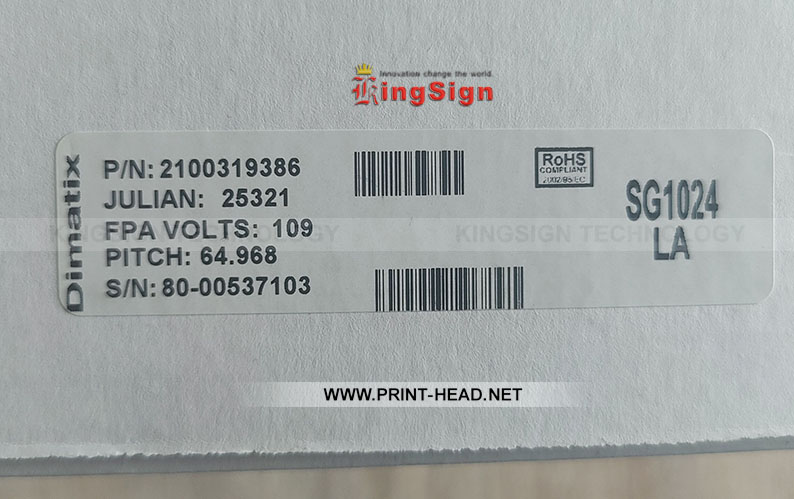 Innovation change the world.
KingSign
Dimatix
P/N: 2100319386
JULIAN: 25321
FPA VOLTS: 109
PITCH: 64.968
S/N: 80-00537103
RoHS
COMPLIANT
2002/95/EC
SG1024
LA
KINGSIGN TECHNOLOGY
WWW.PRINT-HEAD.NET